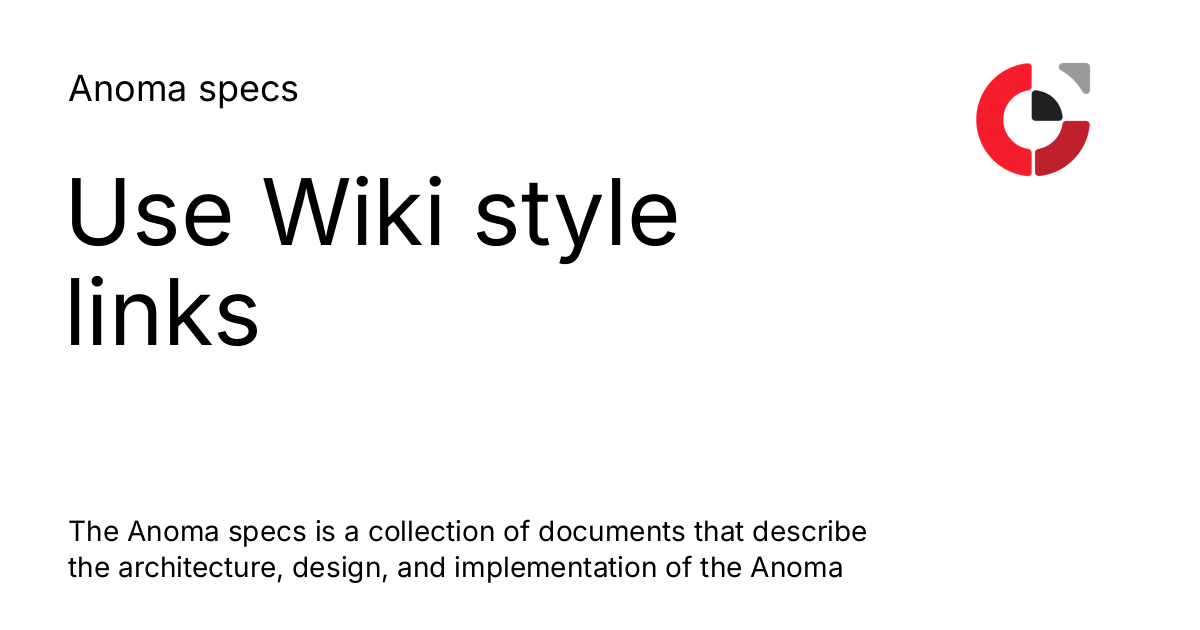 Anoma specs
Use Wiki style
links
The Anoma specs is a collection of documents that describe
the architecture, design, and implementation of the Anoma